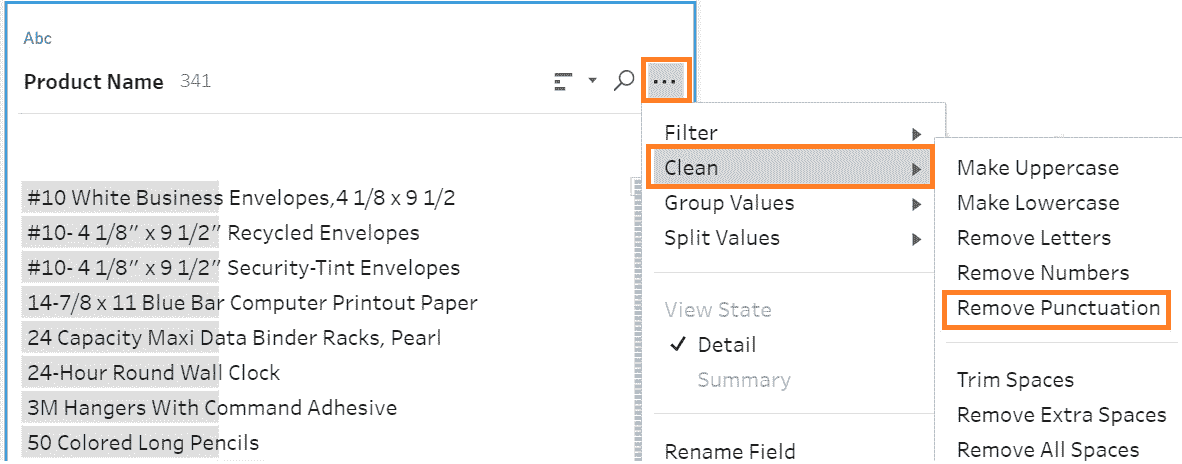 Abc
Product Name 341
#10 White Business Envelopes,4 1/8 x 9 1/2
#10- 4 1/8” x 9 1/2” Recycled Envelopes
#10- 4 1/8” x 9 1/2” Security-Tint Envelopes
14-7/8 x 11 Blue Bar Computer Printout Paper
24 Capacity Maxi Data Binder Racks, Pearl
24-Hour Round Wall Clock
3M Hangers With Command Adhesive
50 Colored Long Pencils
Filter
Clean
Group Values
Split Values
View State
Detail
Summary
Rename Field
Make Uppercase
Make Lowercase
Remove Letters
Remove Numbers
Remove Punctuation
Trim Spaces
Remove Extra Spaces
Remove All Spaces